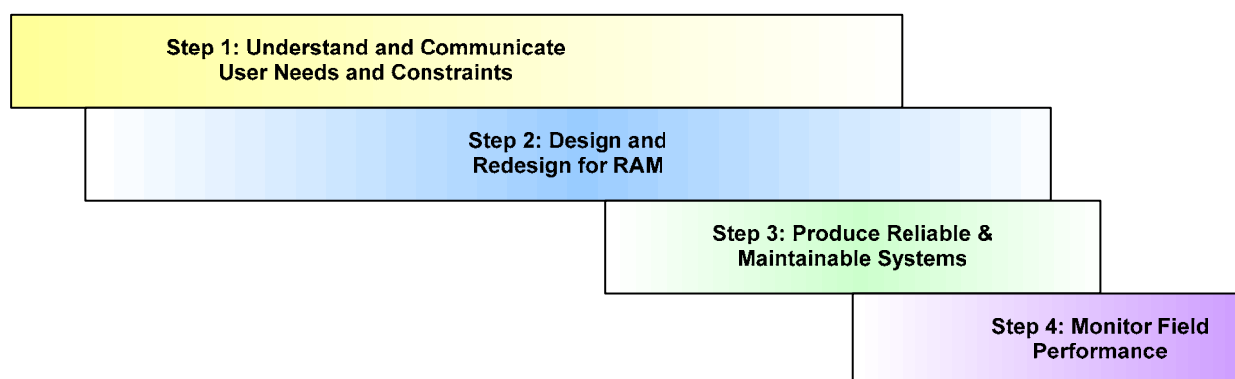 Step 1: Understand and Communicate
User Needs and Constraints
Step 2: Design and
Redesign for RAM
Step 3: Produce Reliable &
Maintainable Systems
Step 4: Monitor Field
Performance